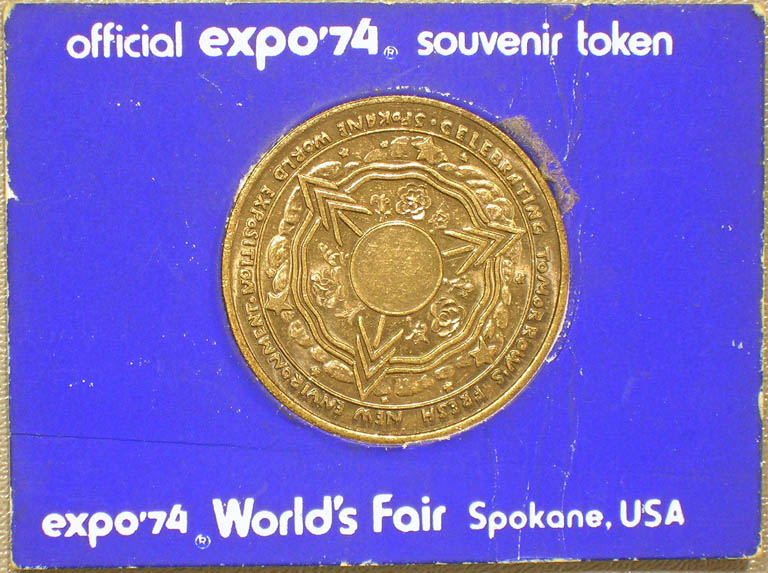 official expo'74 ® souvenir token
CELEBRATING TOMORROW'S FRESH NEW ENVIRONMENT
SPOKANE WORLD EXPOSITION
expo'74 ® World's Fair Spokane, USA